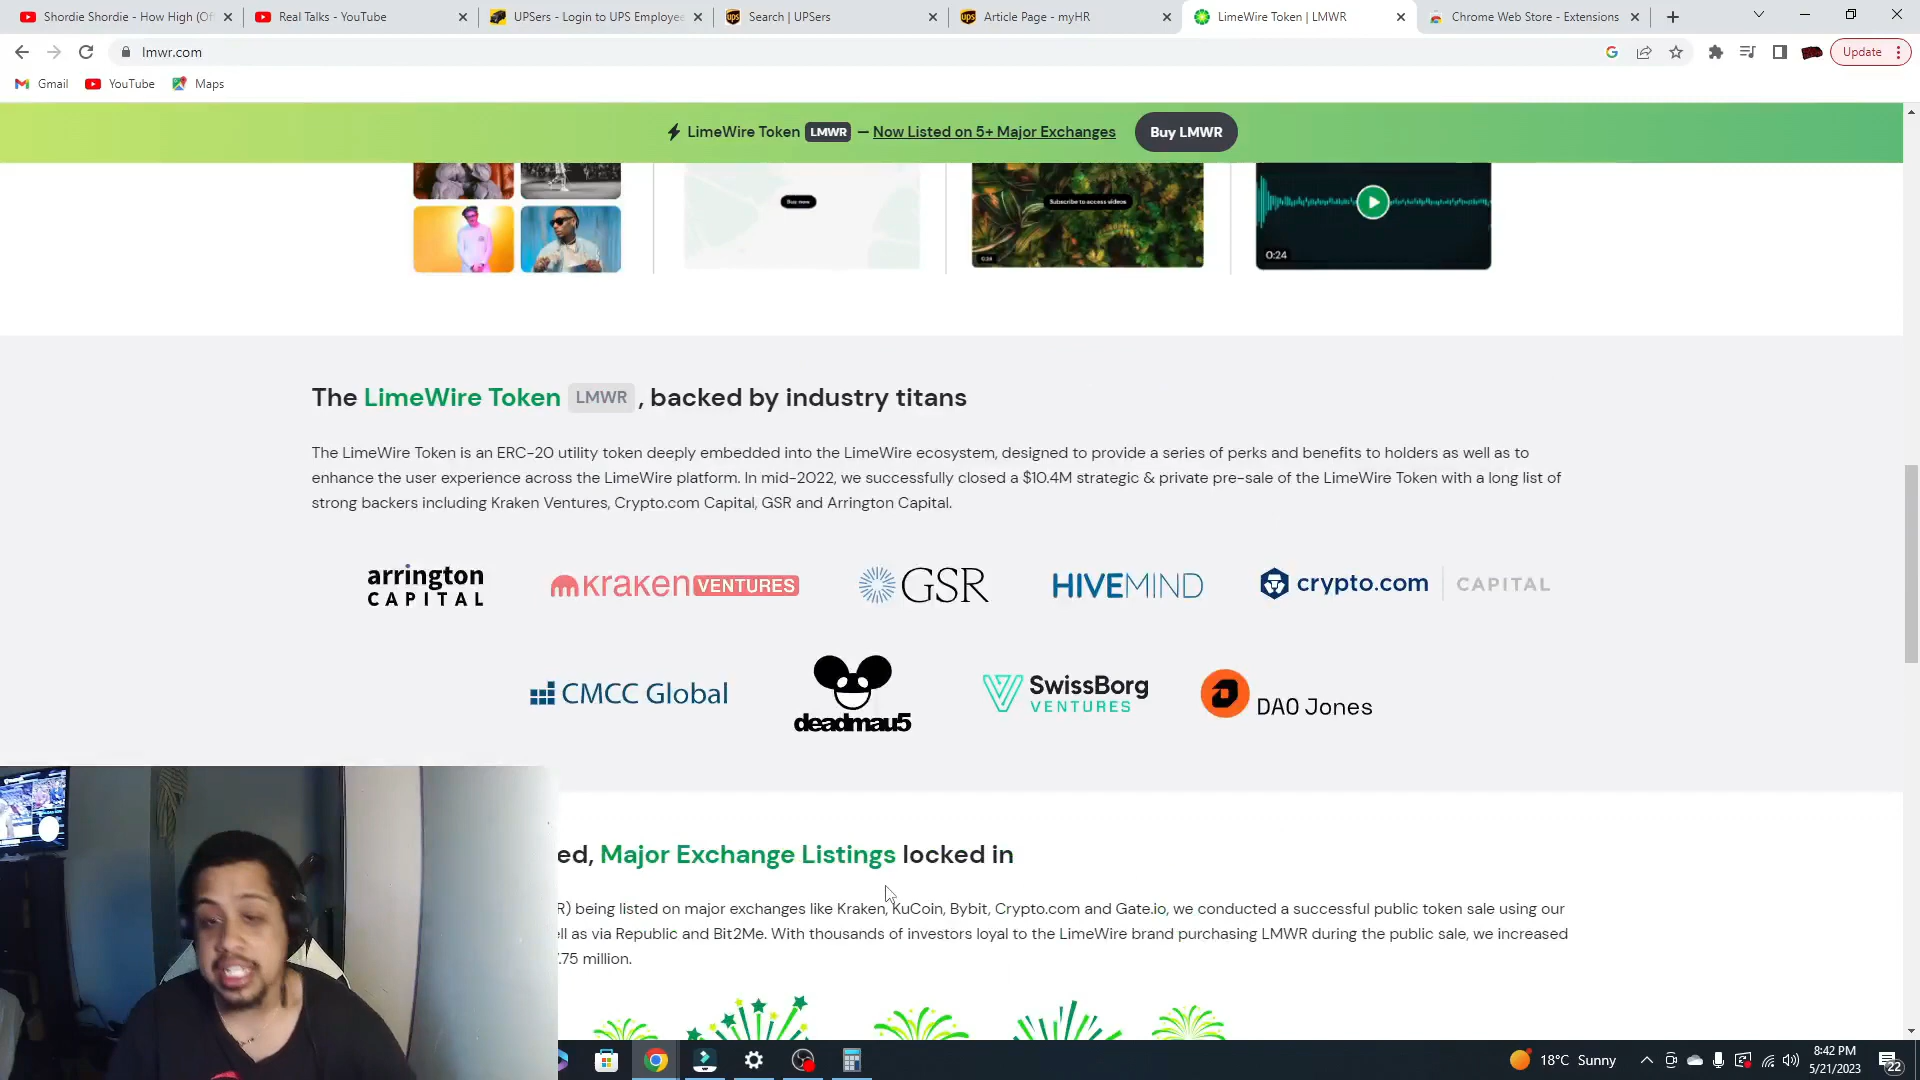 Shordie Shordie - How High (Of
Real Talks - YouTube
UPSers - Login to UPS Employee
Search | UPSers
Article Page - myHR
LimeWire Token | LMWR
Chrome Web Store - Extensions
lmwr.com
Update
Gmail
YouTube
Maps
LimeWire Token LMWR — Now Listed on 5+ Major Exchanges
Buy LMWR
Buy now
Subscribe to access videos
0:24
The LimeWire Token LMWR , backed by industry titans
The LimeWire Token is an ERC-20 utility token deeply embedded into the LimeWire ecosystem, designed to provide a series of perks and benefits to holders as well as to
enhance the user experience across the LimeWire platform. In mid-2022, we successfully closed a $10.4M strategic & private pre-sale of the LimeWire Token with a long list of
strong backers including Kraken Ventures, Crypto.com Capital, GSR and Arrington Capital.
arrington
CAPITAL
kraken VENTURES
GSR
HIVEMIND
crypto.com CAPITAL
CMCC Global
deadmau5
SwissBorg
VENTURES
DAO Jones
ed, Major Exchange Listings locked in
R) being listed on major exchanges like Kraken, KuCoin, Bybit, Crypto.com and Gate.io, we conducted a successful public token sale using our
ll as via Republic and Bit2Me. With thousands of investors loyal to the LimeWire brand purchasing LMWR during the public sale, we increased
.75 million.
18°C Sunny
8:42 PM
5/21/2023
22